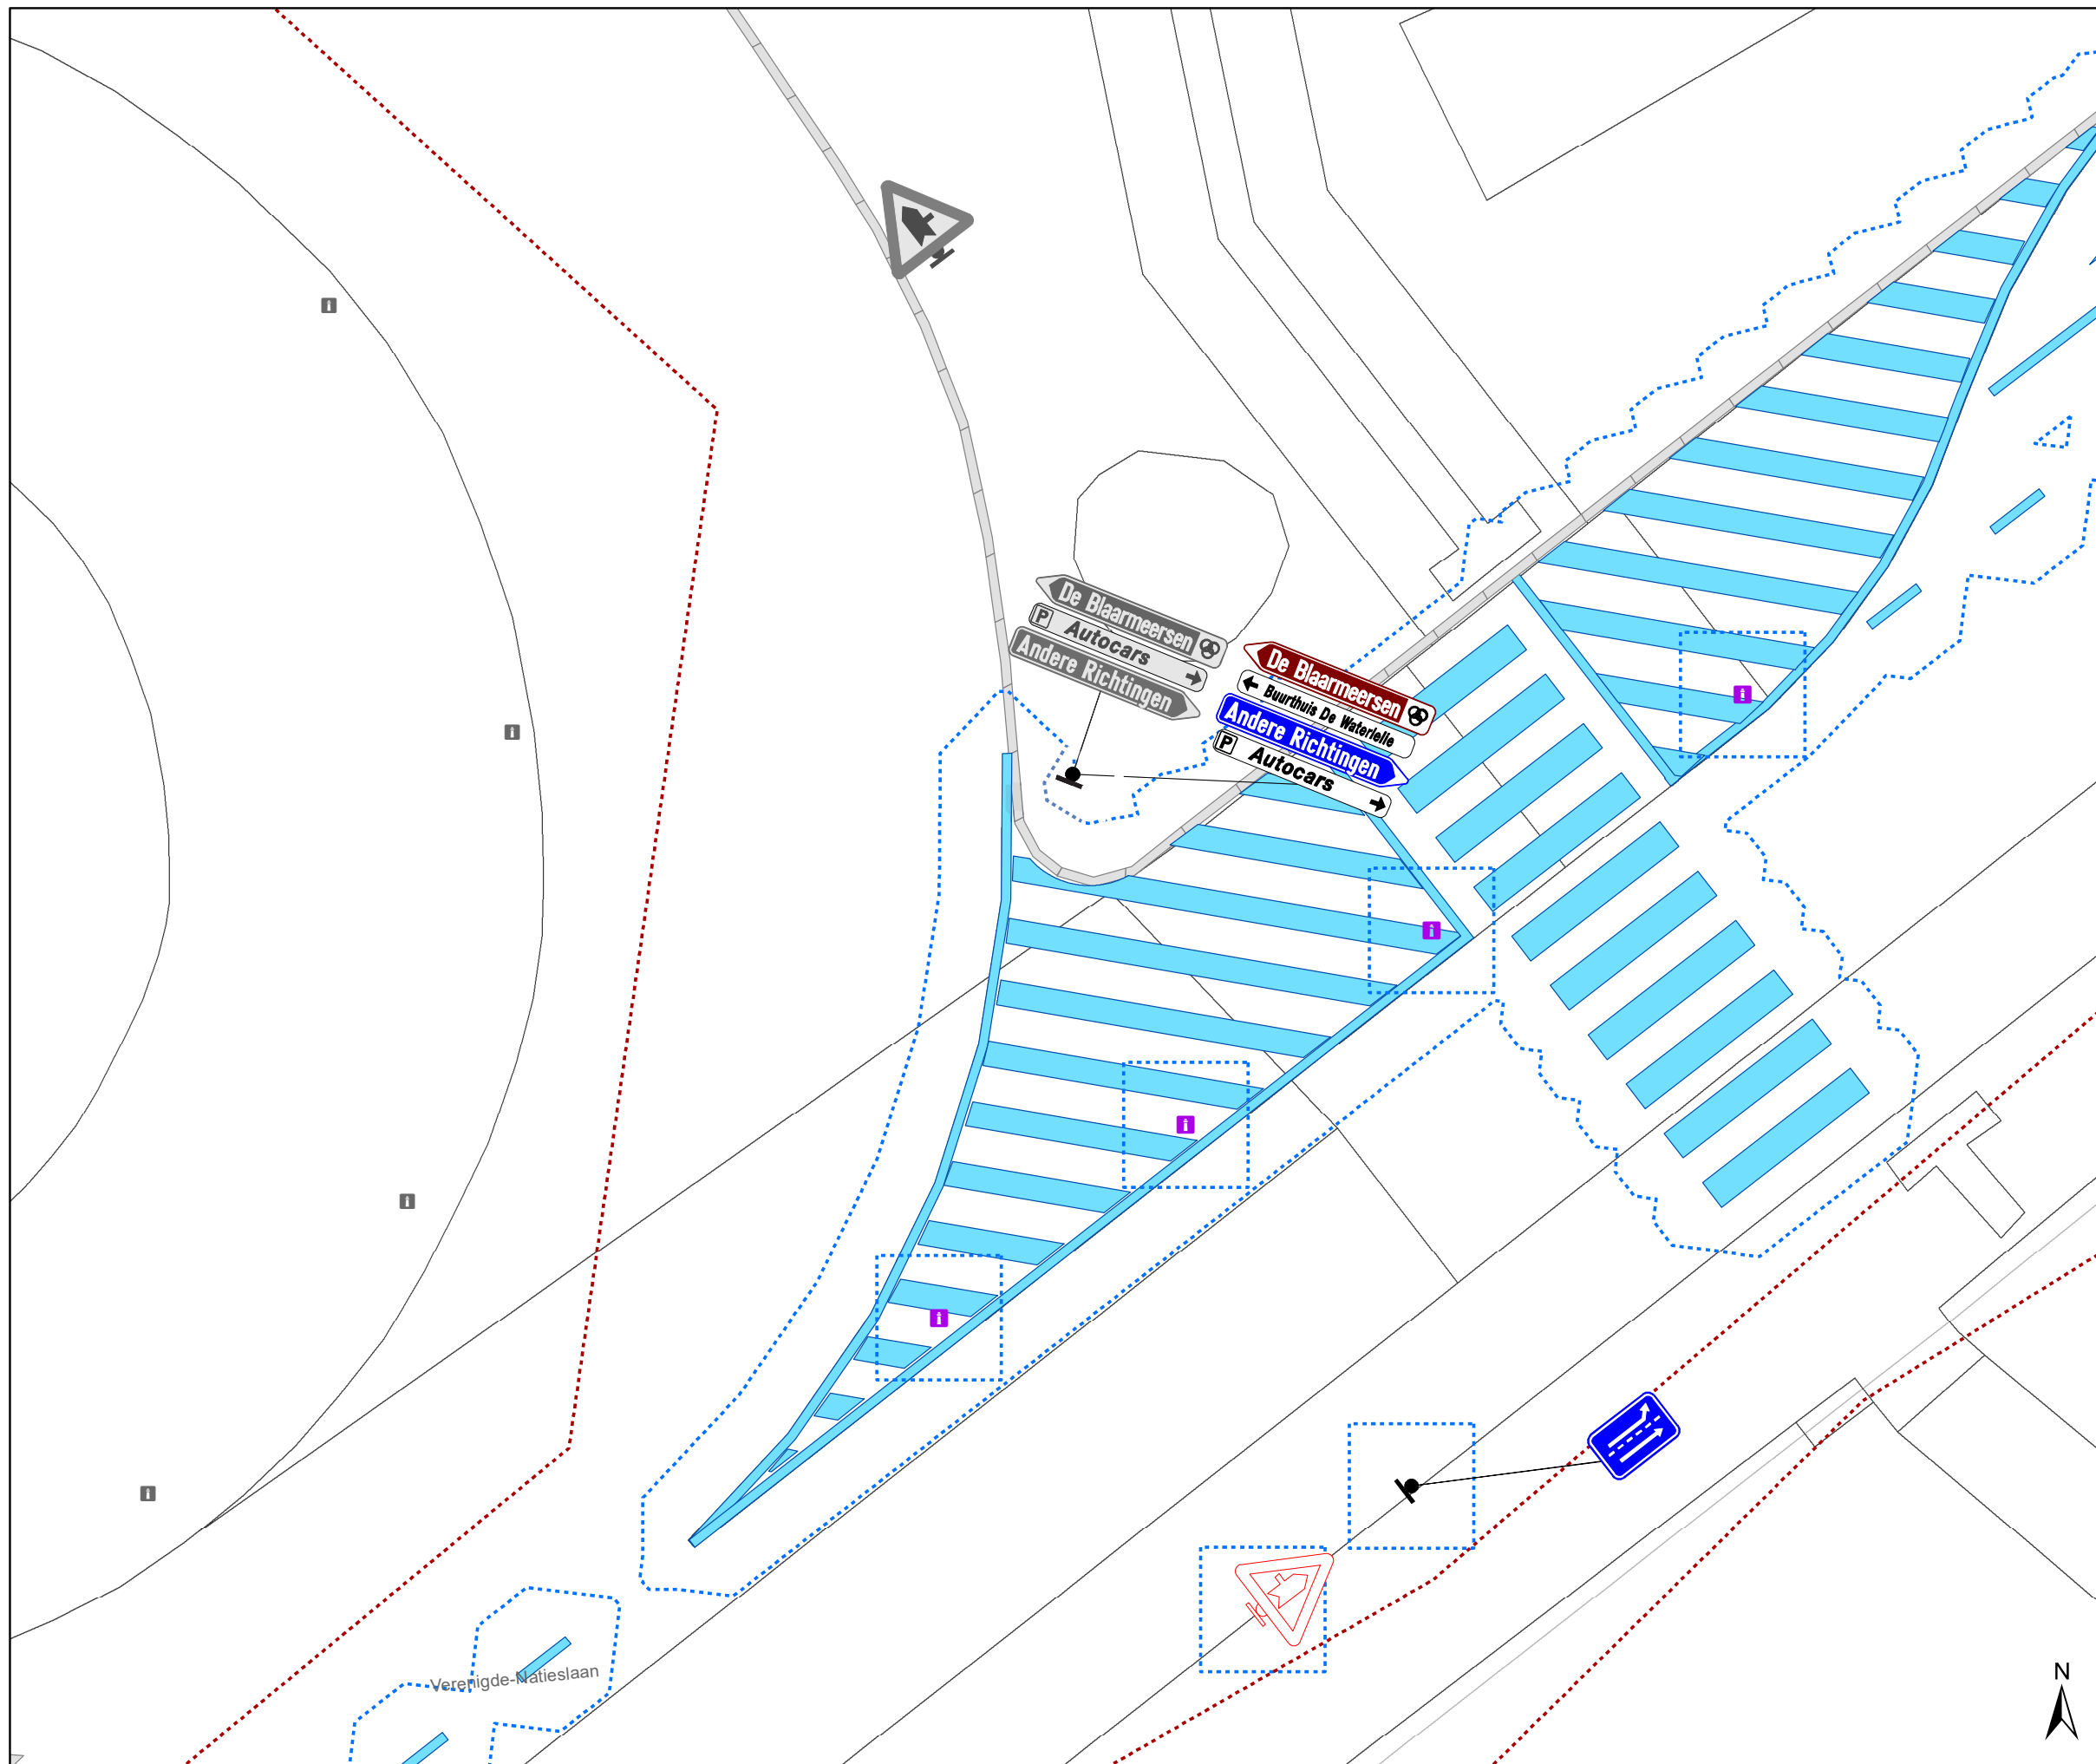 De Blaarmeersen
P Autocars
Andere Richtingen
De Blaarmeersen
Buurthuis De Waterlelie
Andere Richtingen
P Autocars
Verenigde-Natieslaan
N